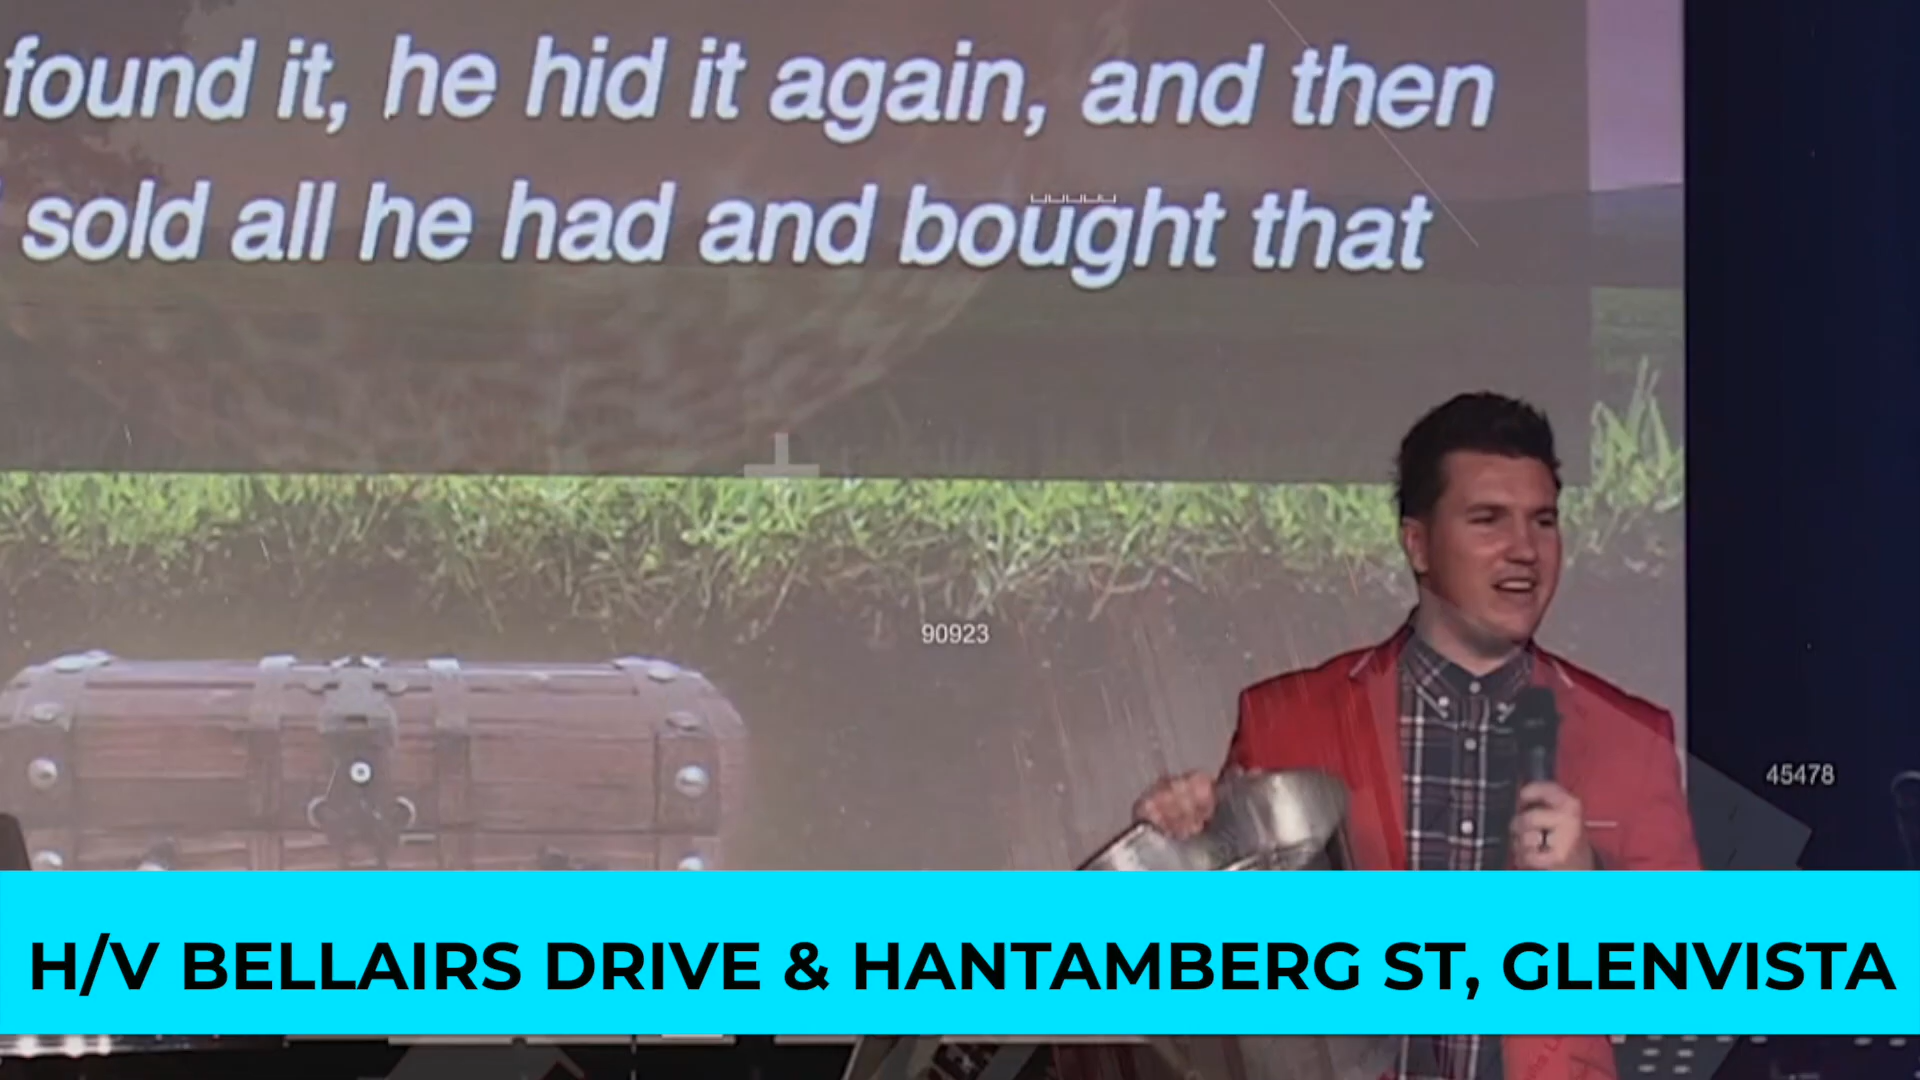 found it, he hid it again, and then
sold all he had and bought that
90923
45478
H/V BELLAIRS DRIVE & HANTAMBERG ST, GLENVISTA